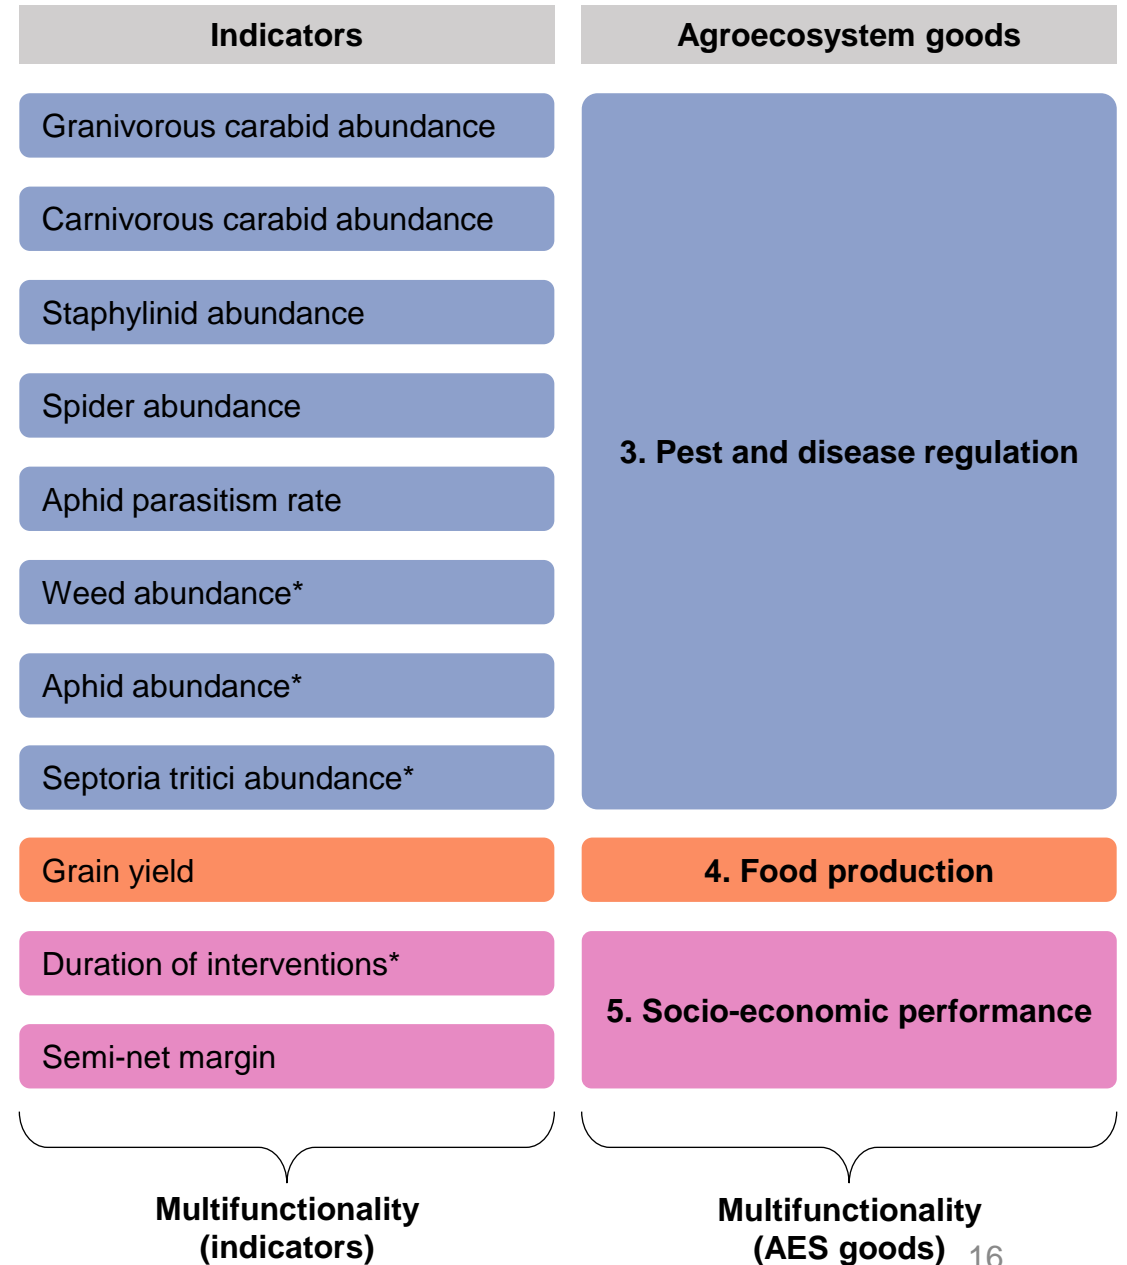 Indicators
Agroecosystem goods
Granivorous carabid abundance
Carnivorous carabid abundance
Staphylinid abundance
Spider abundance
Aphid parasitism rate
Weed abundance*
Aphid abundance*
Septoria tritici abundance*
3. Pest and disease regulation
Grain yield
4. Food production
Duration of interventions*
Semi-net margin
5. Socio-economic performance
Multifunctionality
(indicators)
Multifunctionality
(AES goods)
16